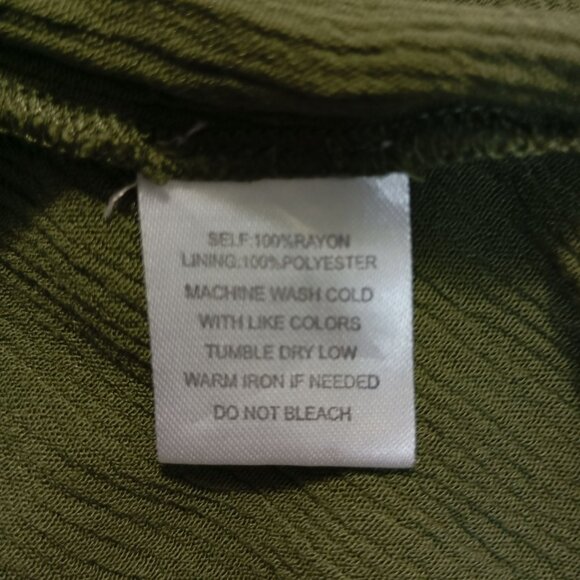 SELF:100%RAYON
LINING:100%POLYESTER
MACHINE WASH COLD
WITH LIKE COLORS
TUMBLE DRY LOW
WARM IRON IF NEEDED
DO NOT BLEACH